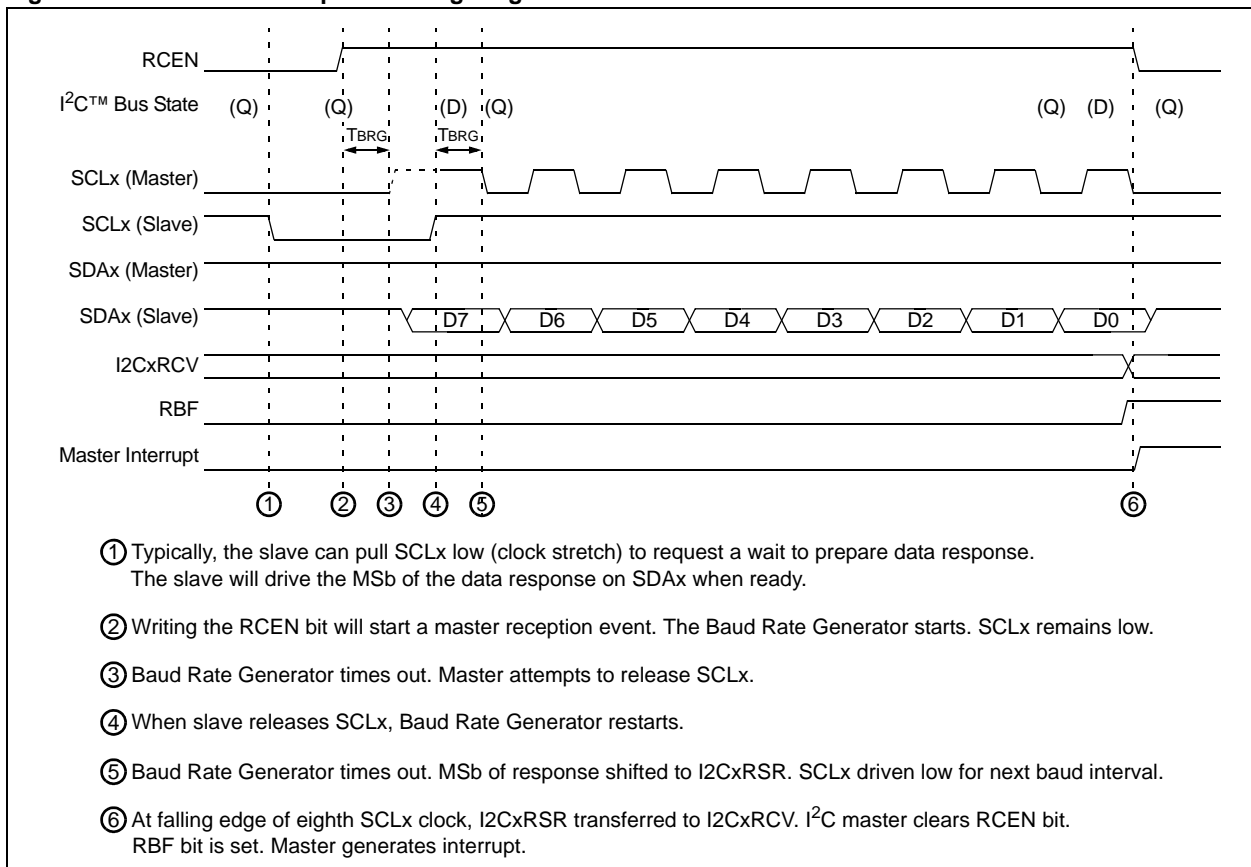 RCEN
I2C™ Bus State (Q) (Q) (D) (Q) (Q) (D) (Q)
TBRG TBRG
SCLx (Master)
SCLx (Slave)
SDAx (Master)
SDAx (Slave) D7 D6 D5 D4 D3 D2 D1 D0
I2CxRCV
RBF
Master Interrupt
1 2 3 4 5 6
1 Typically, the slave can pull SCLx low (clock stretch) to request a wait to prepare data response.
The slave will drive the MSb of the data response on SDAx when ready.
2 Writing the RCEN bit will start a master reception event. The Baud Rate Generator starts. SCLx remains low.
3 Baud Rate Generator times out. Master attempts to release SCLx.
4 When slave releases SCLx, Baud Rate Generator restarts.
5 Baud Rate Generator times out. MSb of response shifted to I2CxRSR. SCLx driven low for next baud interval.
6 At falling edge of eighth SCLx clock, I2CxRSR transferred to I2CxRCV. I2C master clears RCEN bit.
RBF bit is set. Master generates interrupt.